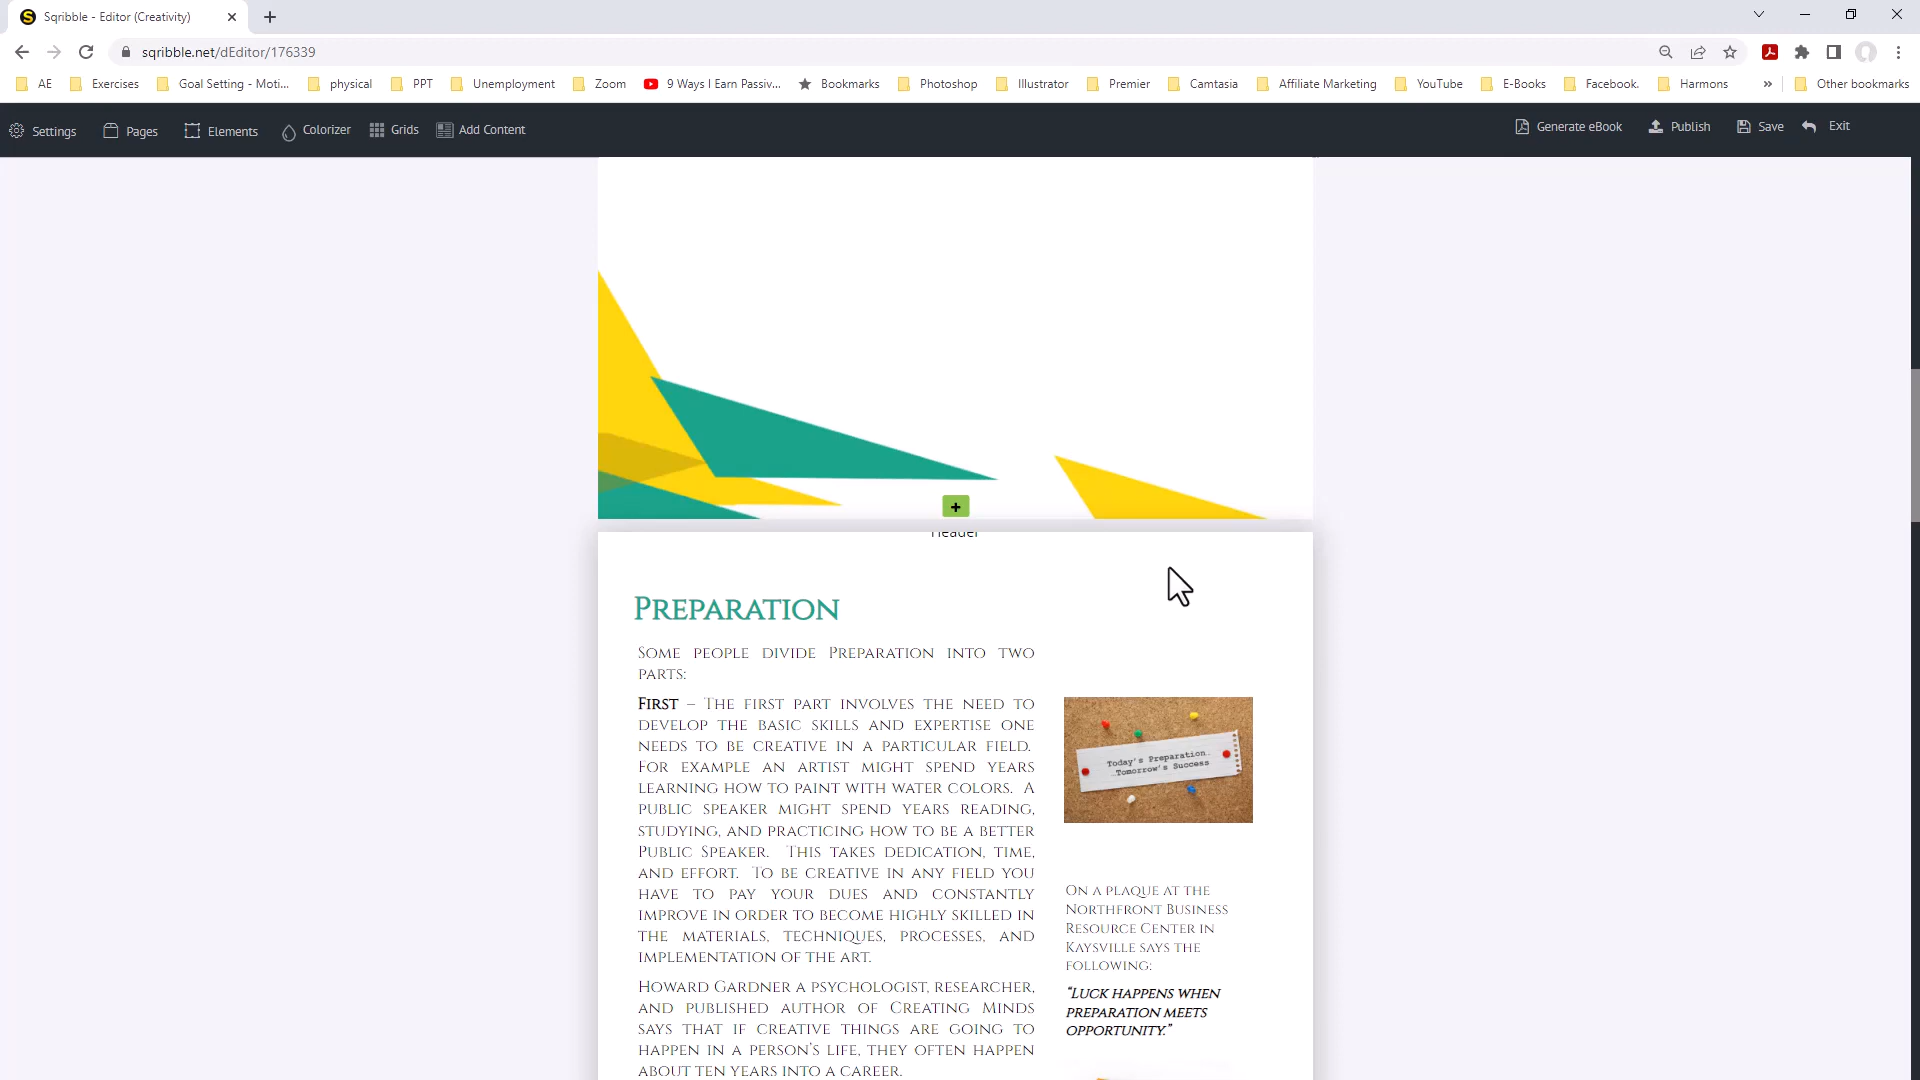 Sqribble - Editor (Creativity)
sqribble.net/dEditor/176339
AE
Exercises
Goal Setting - Moti...
physical
PPT
Unemployment
Zoom
9 Ways I Earn Passiv...
Bookmarks
Photoshop
Illustrator
Premier
Camtasia
Affiliate Marketing
YouTube
E-Books
Facebook.
Harmons
»
Other bookmarks
Settings
Pages
Elements
Colorizer
Grids
Add Content
Generate eBook
Publish
Save
Exit
+
Header
Preparation
Some people divide Preparation into two
parts:
First – The first part involves the need to
develop the basic skills and expertise one
needs to be creative in a particular field.
For example an artist might spend years
learning how to paint with water colors. A
public speaker might spend years reading,
studying, and practicing how to be a better
Public Speaker. This takes dedication, time,
and effort. To be creative in any field you
have to pay your dues and constantly
improve in order to become highly skilled in
the materials, techniques, processes, and
implementation of the art.
Howard Gardner a psychologist, researcher,
and published author of Creating Minds
says that if creative things are going to
happen in a person's life, they often happen
about ten years into a career.
Today's Preparation...
...Tomorrow's Success
On a plaque at the
Northfront Business
Resource Center in
Kaysville says the
following:
"Luck happens when
preparation meets
opportunity."